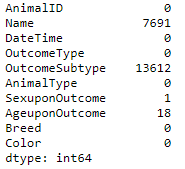 AnimalID 0
Name 7691
DateTime 0
OutcomeType 0
OutcomeSubtype 13612
AnimalType 0
SexuponOutcome 1
AgeuponOutcome 18
Breed 0
Color 0
dtype: int64